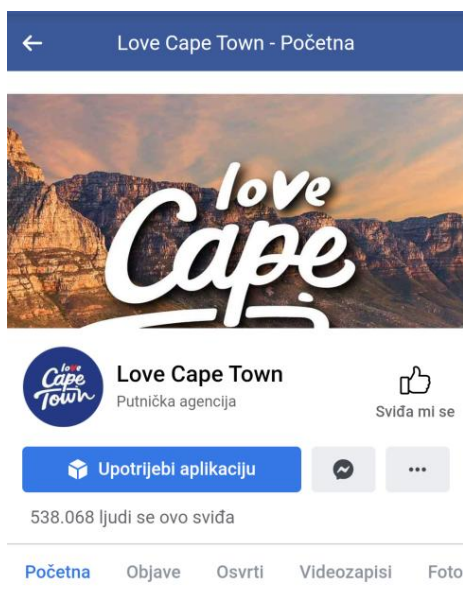 Love Cape Town - Početna
love
Cape
love
Cape
Town
Love Cape Town
Putnička agencija
Sviđa mi se
Upotrijebi aplikaciju
538.068 ljudi se ovo sviđa
Početna Objave Osvrti Videozapisi Foto